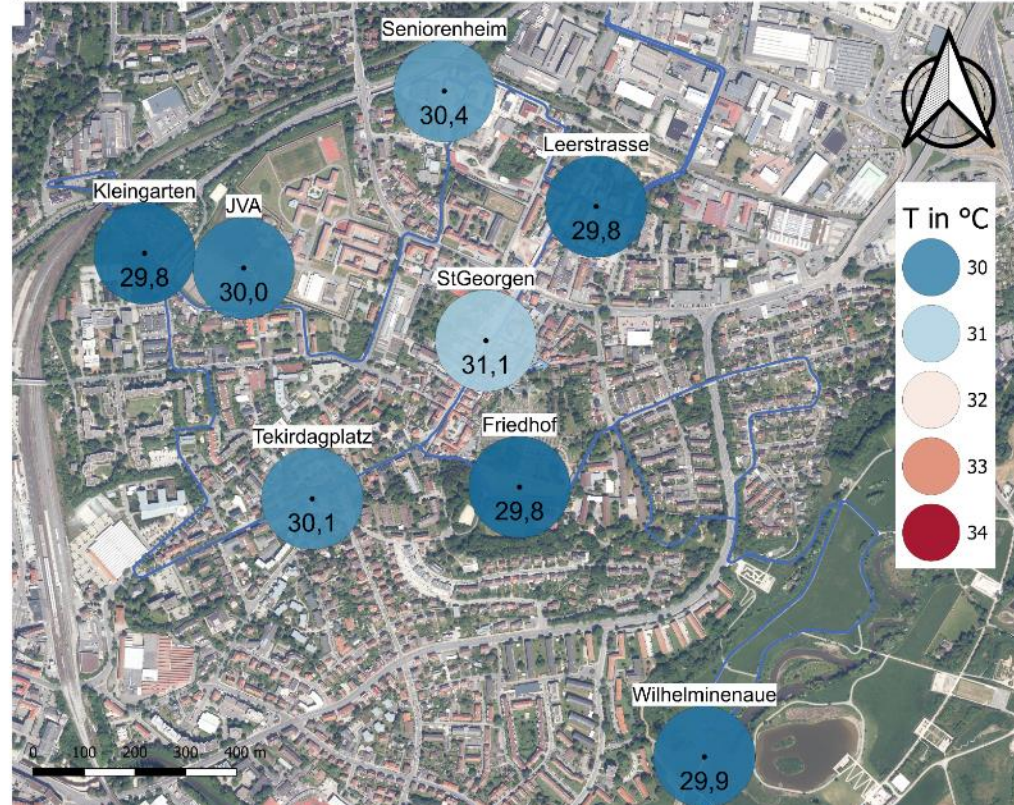 Seniorenheim
30,4
Leerstrasse
29,8
Kleingarten
29,8
JVA
30,0
StGeorgen
31,1
Tekirdagplatz
30,1
Friedhof
29,8
Wilhelminenaue
29,9
T in °C
30
31
32
33
34
0 100 200 300 400 m